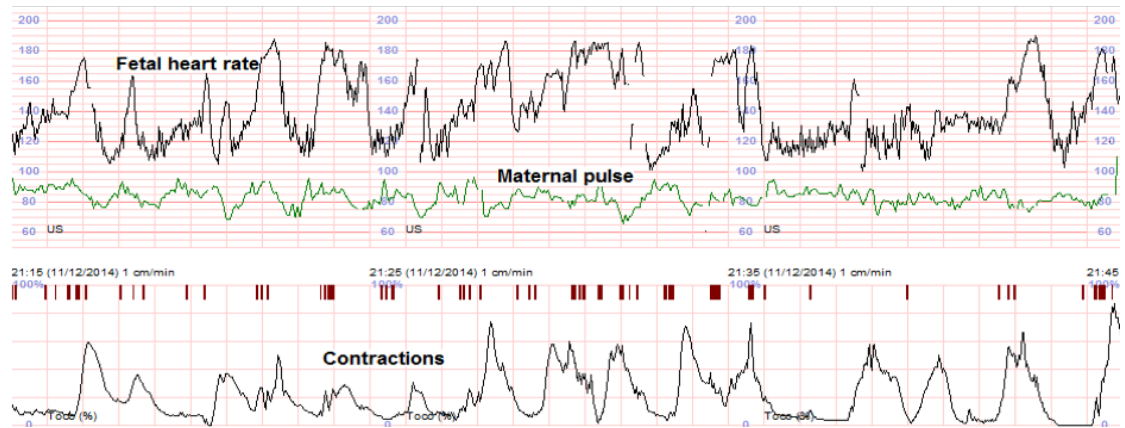 200 200 200 200
180 180 180 180
Fetal heart rate
160 160 160 160
140 140 140 140
120 120 120 120
100 100 100 100
Maternal pulse
80 80 80 80
60 US 60 US 60 US 60
21:15 (11/12/2014) 1 cm/min 21:25 (11/12/2014) 1 cm/min 21:35 (11/12/2014) 1 cm/min 21:45
100% 100% 100% 100%
Contractions
0 Toco (%) 0 Toco (%) 0 Toco (%) 0